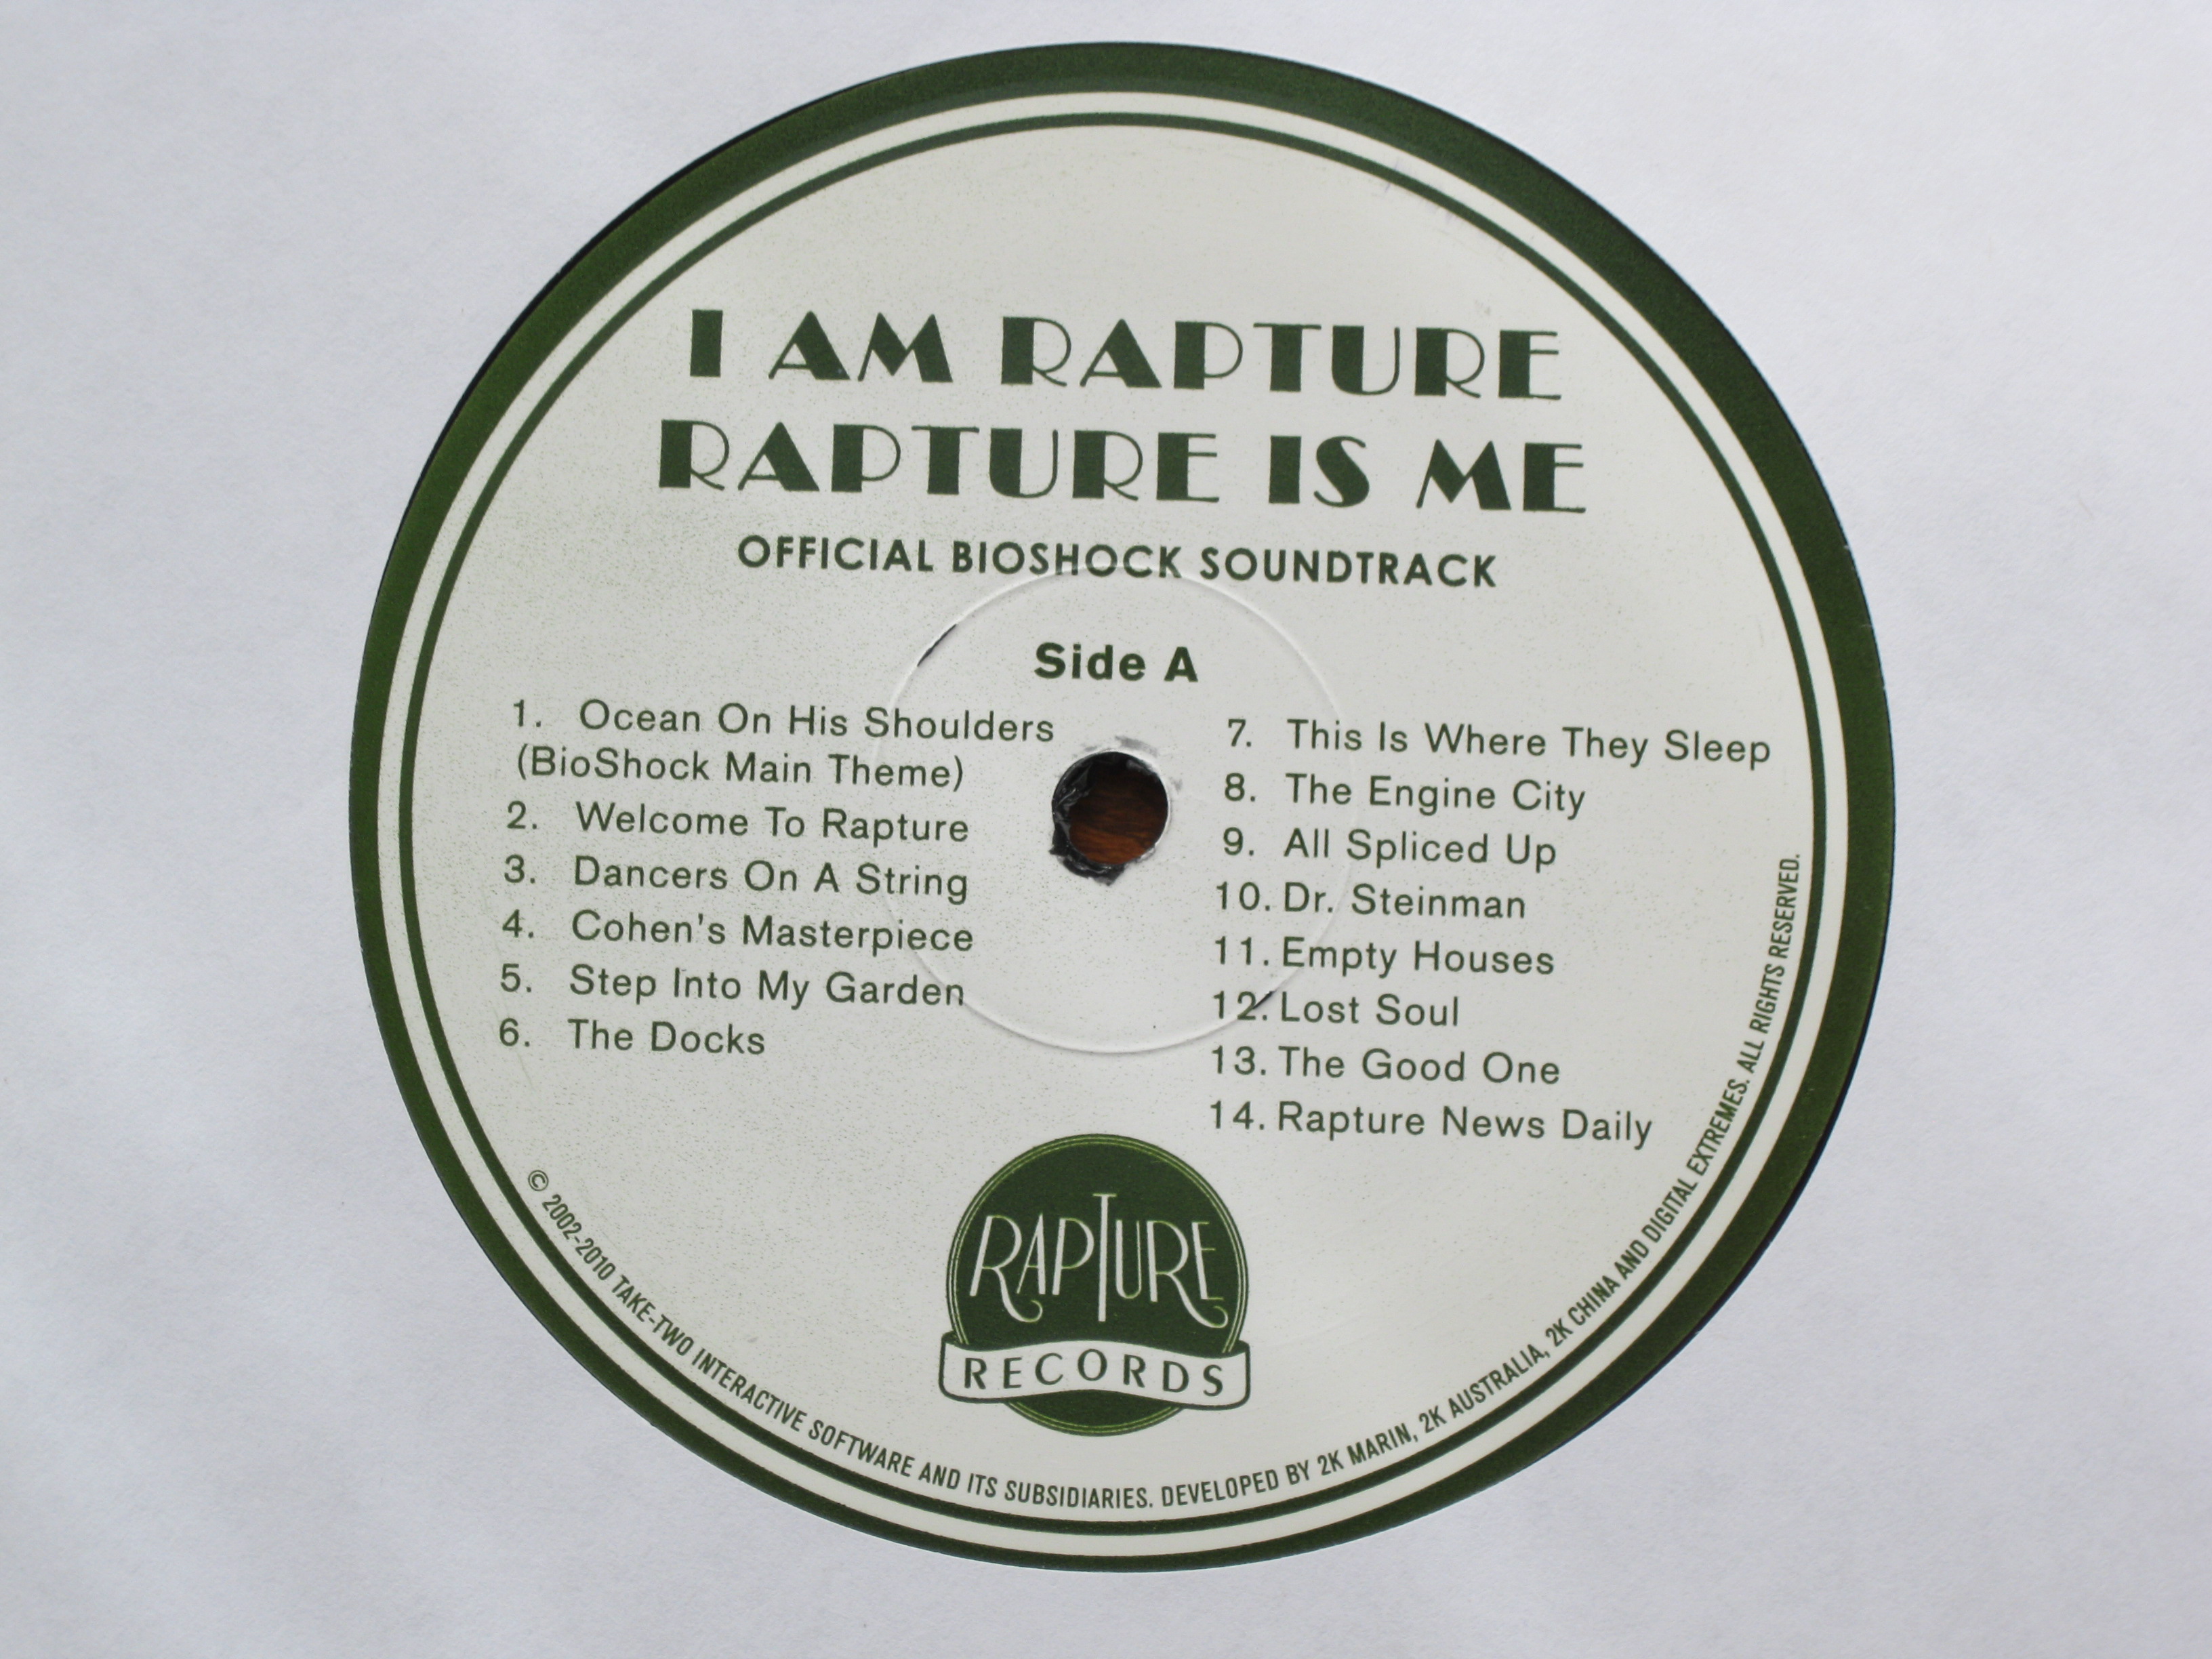 I AM RAPTURE
RAPTURE IS ME
OFFICIAL BIOSHOCK SOUNDTRACK
Side A
1. Ocean On His Shoulders
(BioShock Main Theme)
2. Welcome To Rapture
3. Dancers On A String
4. Cohen's Masterpiece
5. Step Into My Garden
6. The Docks
7. This Is Where They Sleep
8. The Engine City
9. All Spliced Up
10. Dr. Steinman
11. Empty Houses
12. Lost Soul
13. The Good One
14. Rapture News Daily
RAPTURE
RECORDS
© 2002-2010 TAKE-TWO INTERACTIVE SOFTWARE AND ITS SUBSIDIARIES. DEVELOPED BY 2K MARIN, 2K AUSTRALIA, 2K CHINA AND DIGITAL EXTREMES. ALL RIGHTS RESERVED.